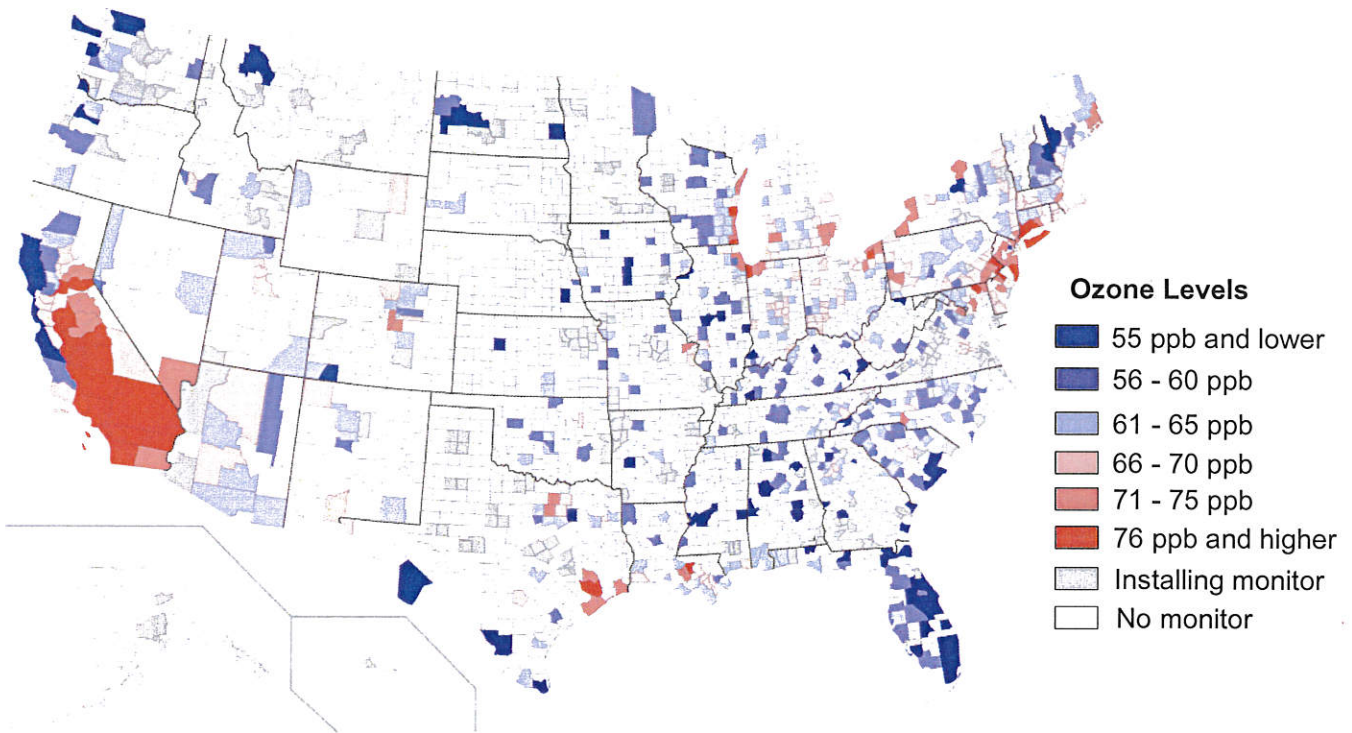 Ozone Levels
55 ppb and lower
56 - 60 ppb
61 - 65 ppb
66 - 70 ppb
71 - 75 ppb
76 ppb and higher
Installing monitor
No monitor